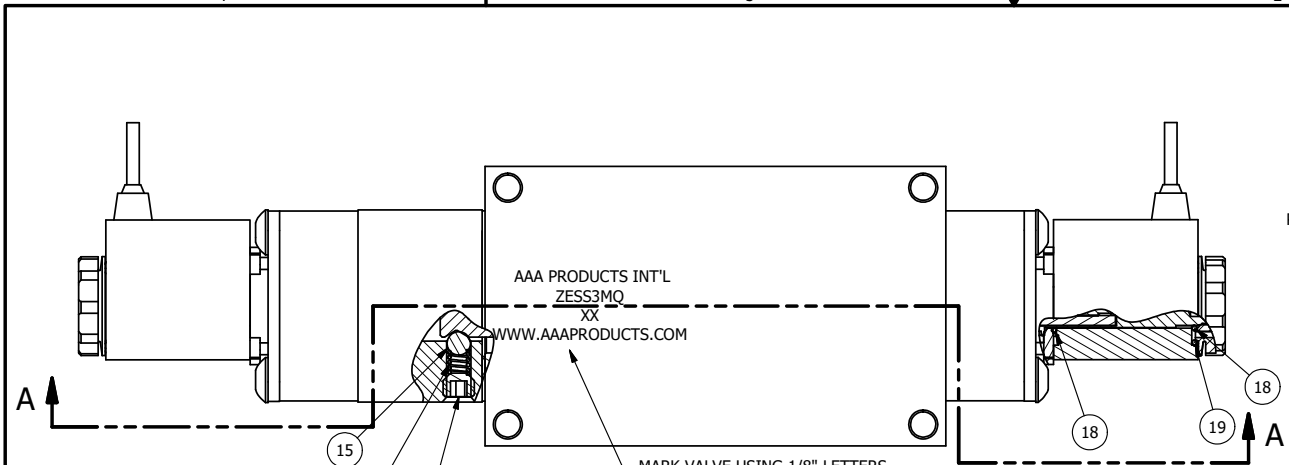 AAA PRODUCTS INT'L
ZESS3MQ
XX
WWW.AAAPRODUCTS.COM
A
15
18
19
18
A
MARK VALVE USING 1/8" LETTERS